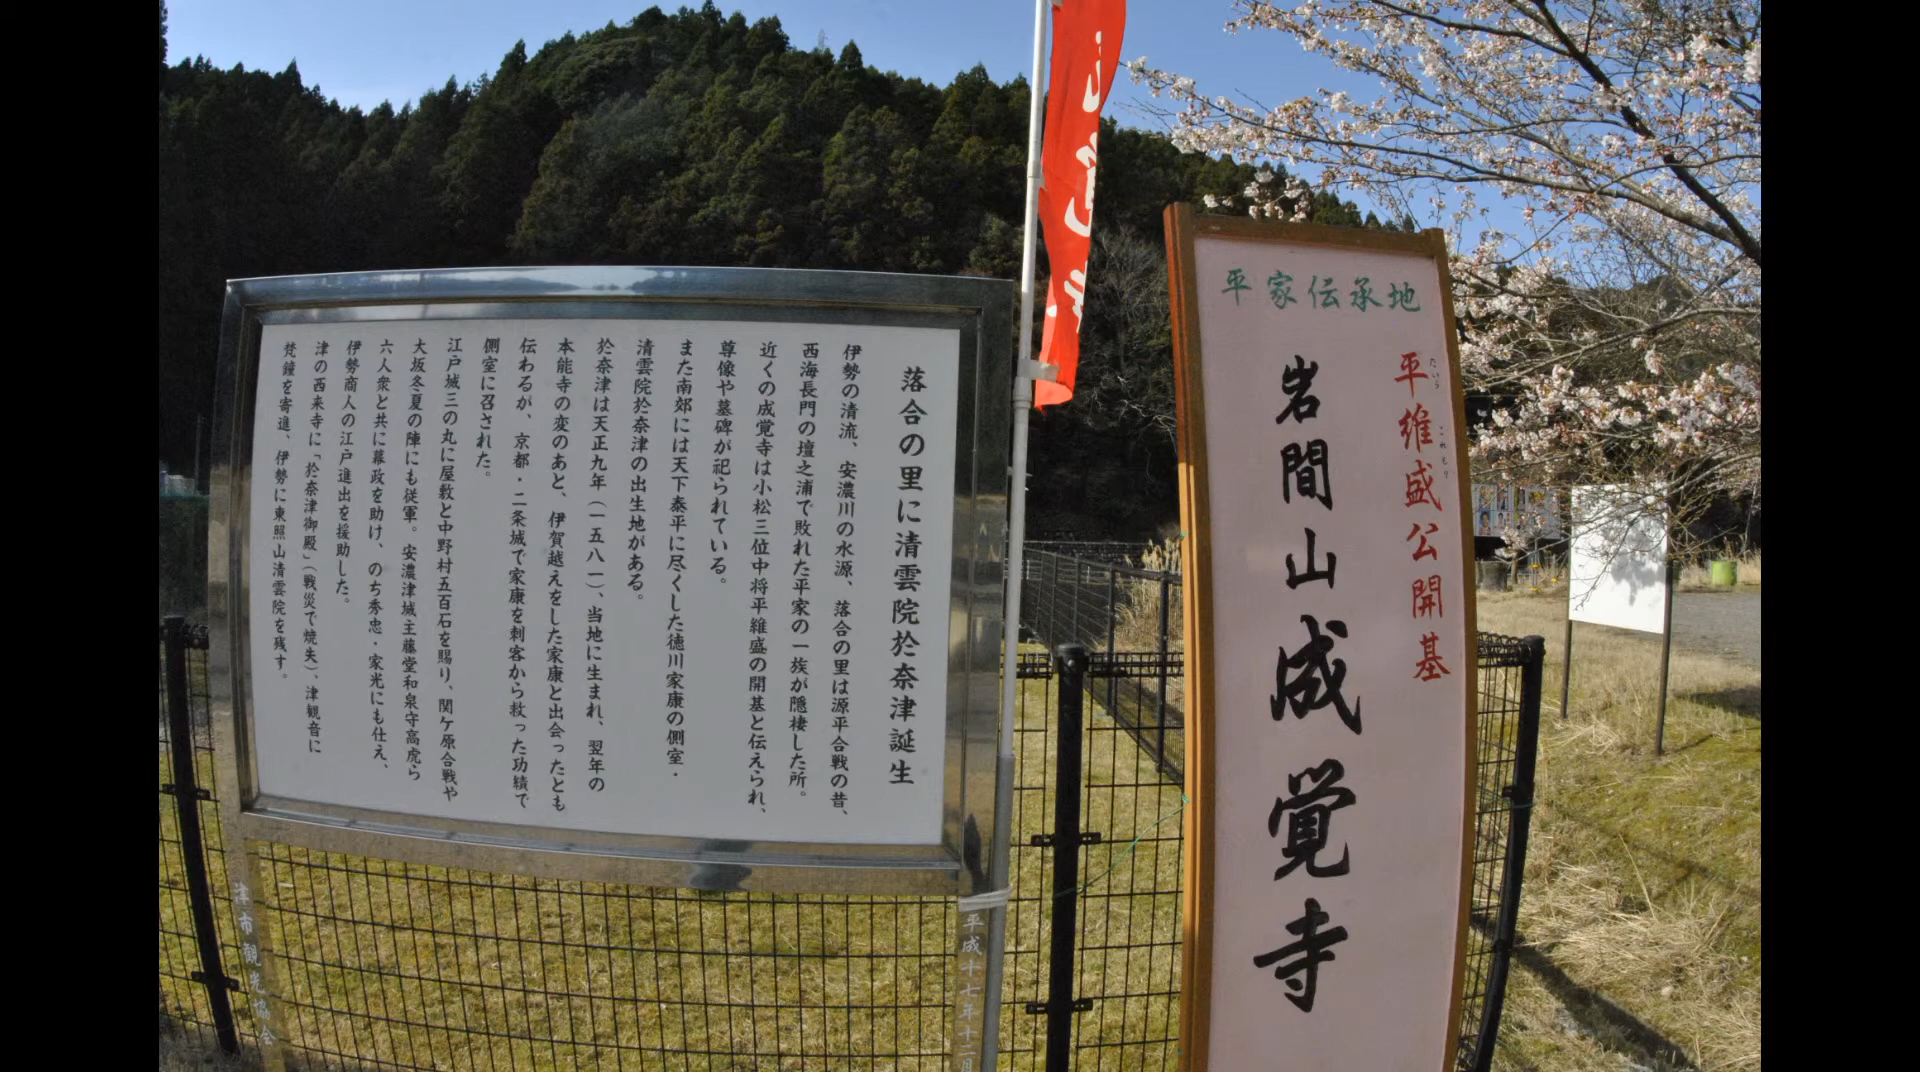 落合の里に清雲院於奈津誕生
伊勢の清流、安濃川の水源、落合の里は源平合戦の昔、
西海長門の壇之浦で敗れた平家の一族が隠棲した所。
近くの成覚寺は小松三位中将平維盛の開基と伝えられ、
尊像や墓碑が祀られている。
また南郊には天下泰平に尽くした徳川家康の側室・
清雲院於奈津の出生地がある。
於奈津は天正九年(一五八一)、当地に生まれ、翌年の
本能寺の変のあと、伊賀越えをした家康と出会ったとも
伝わるが、京都・二条城で家康を刺客から救った功績で
側室に召された。
江戸城三の丸に屋敷と中野村五百石を賜り、関ケ原合戦や
大坂冬夏の陣にも従軍。安濃津城主藤堂和泉守高虎ら
六人衆と共に幕政を助け、のち秀忠・家光にも仕え、
伊勢商人の江戸進出を援助した。
津の西来寺に「於奈津御殿」(戦災で焼失)、津観音に
梵鐘を寄進、伊勢に東照山清雲院を残す。
平成十七年十二月
津市観光協会
平家伝承地
平維盛公開基
たいら
これもり
岩間山成覚寺